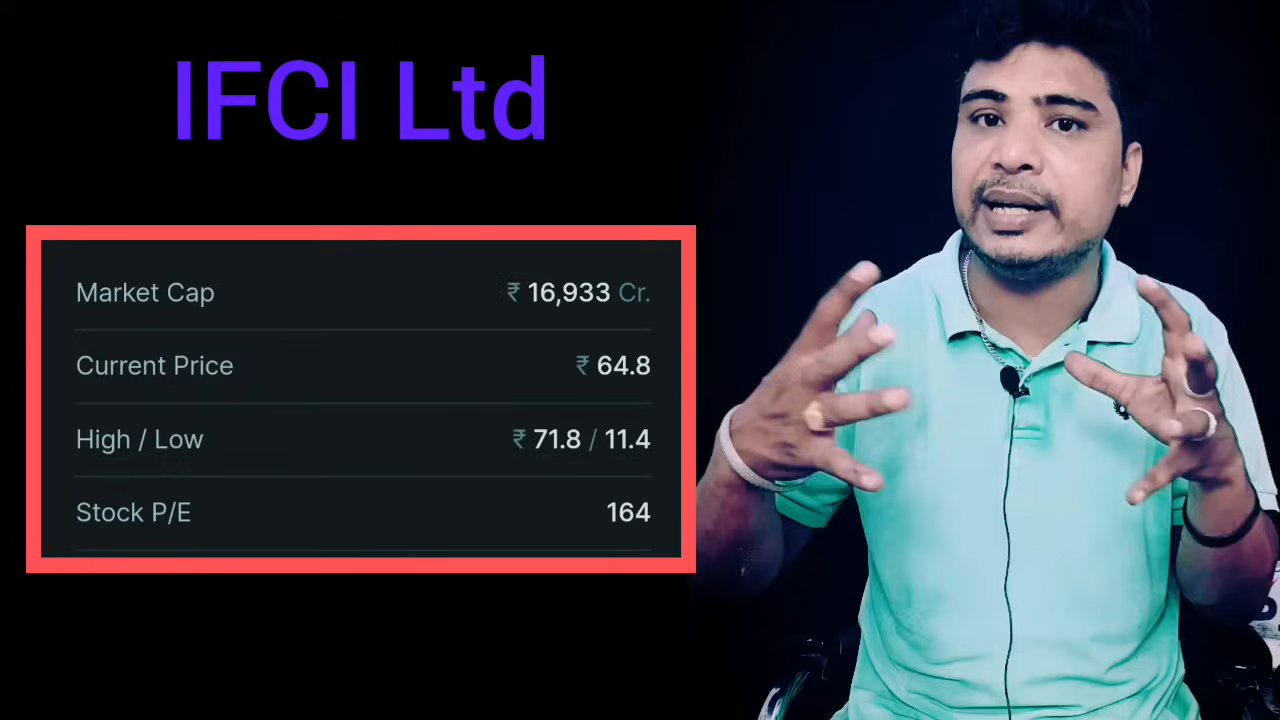 IFCI Ltd
Market Cap ₹ 16,933 Cr.
Current Price ₹ 64.8
High / Low ₹ 71.8 / 11.4
Stock P/E 164